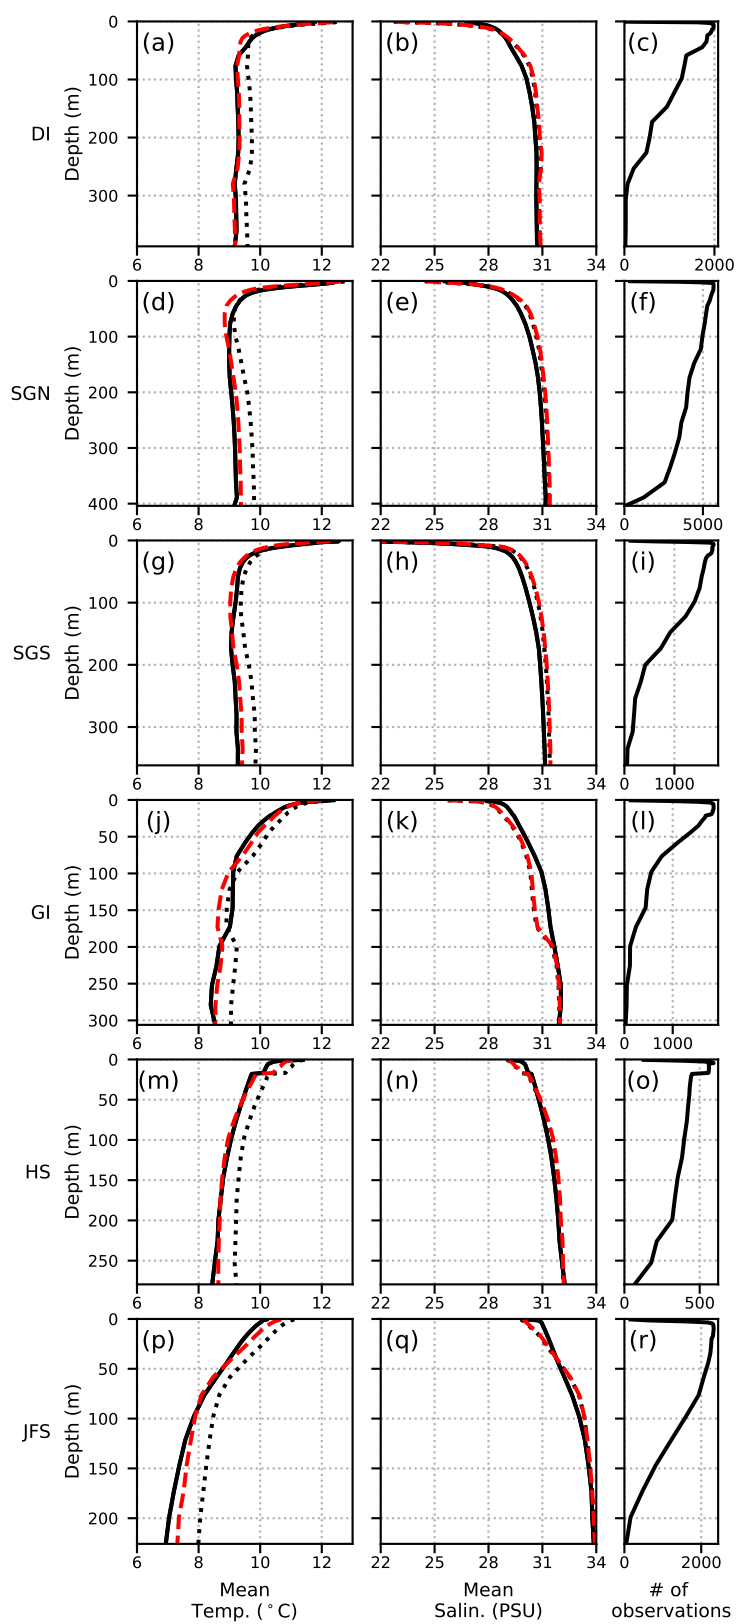 (a) (b) (c)
DI
Depth (m)
0
100
200
300
6 8 10 12 22 25 28 31 34 0 2000
(d) (e) (f)
SGN
Depth (m)
0
100
200
300
400
6 8 10 12 22 25 28 31 34 0 5000
(g) (h) (i)
SGS
Depth (m)
0
100
200
300
6 8 10 12 22 25 28 31 34 0 1000
(j) (k) (l)
GI
Depth (m)
0
50
100
150
200
250
300
6 8 10 12 22 25 28 31 34 0 1000
(m) (n) (o)
HS
Depth (m)
0
50
100
150
200
250
6 8 10 12 22 25 28 31 34 0 500
(p) (q) (r)
JFS
Depth (m)
0
50
100
150
200
6 8 10 12 22 25 28 31 34 0 2000
Mean
Temp. (°C)
Mean
Salin. (PSU)
# of
observations